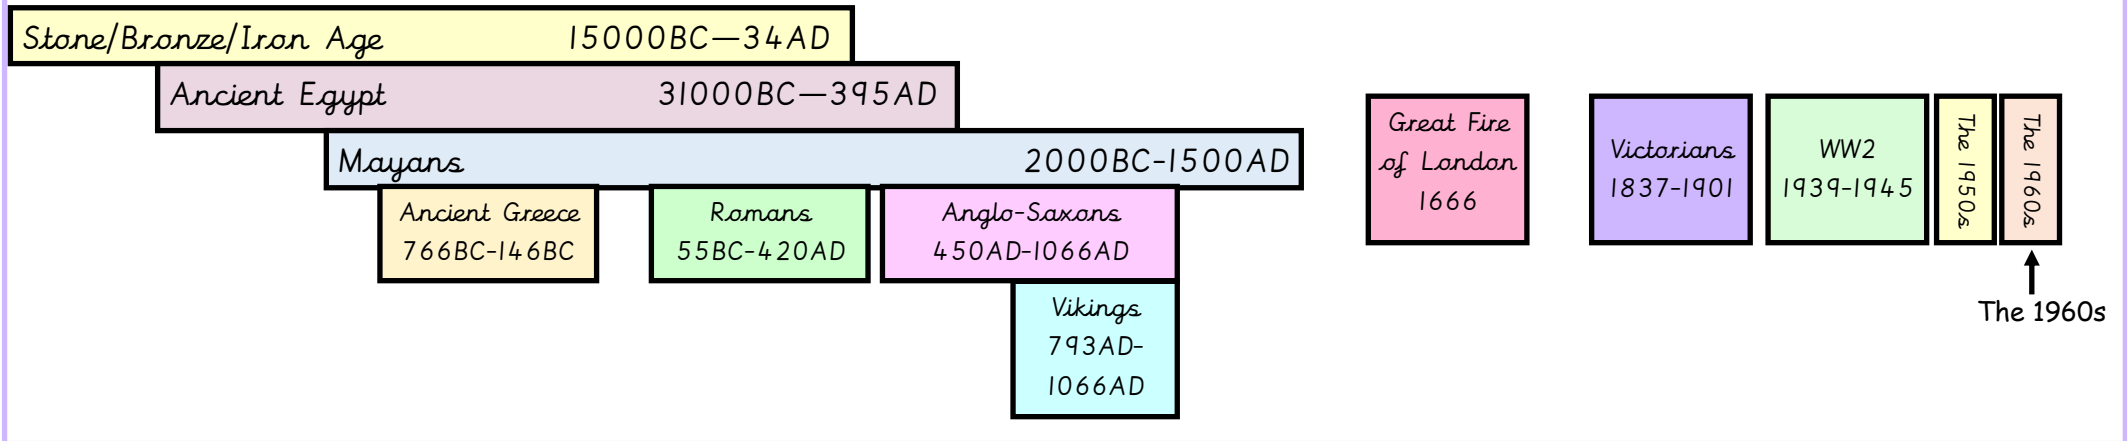 Stone/Bronze/Iron Age 15000BC—34AD
Ancient Egypt 31000BC—395AD
Mayans 2000BC-1500AD
Ancient Greece
766BC-146BC
Romans
55BC-420AD
Anglo-Saxons
450AD-1066AD
Vikings
793AD-
1066AD
Great Fire
of London
1666
Victorians
1837-1901
WW2
1939-1945
The 1950s
The 1960s
The 1960s